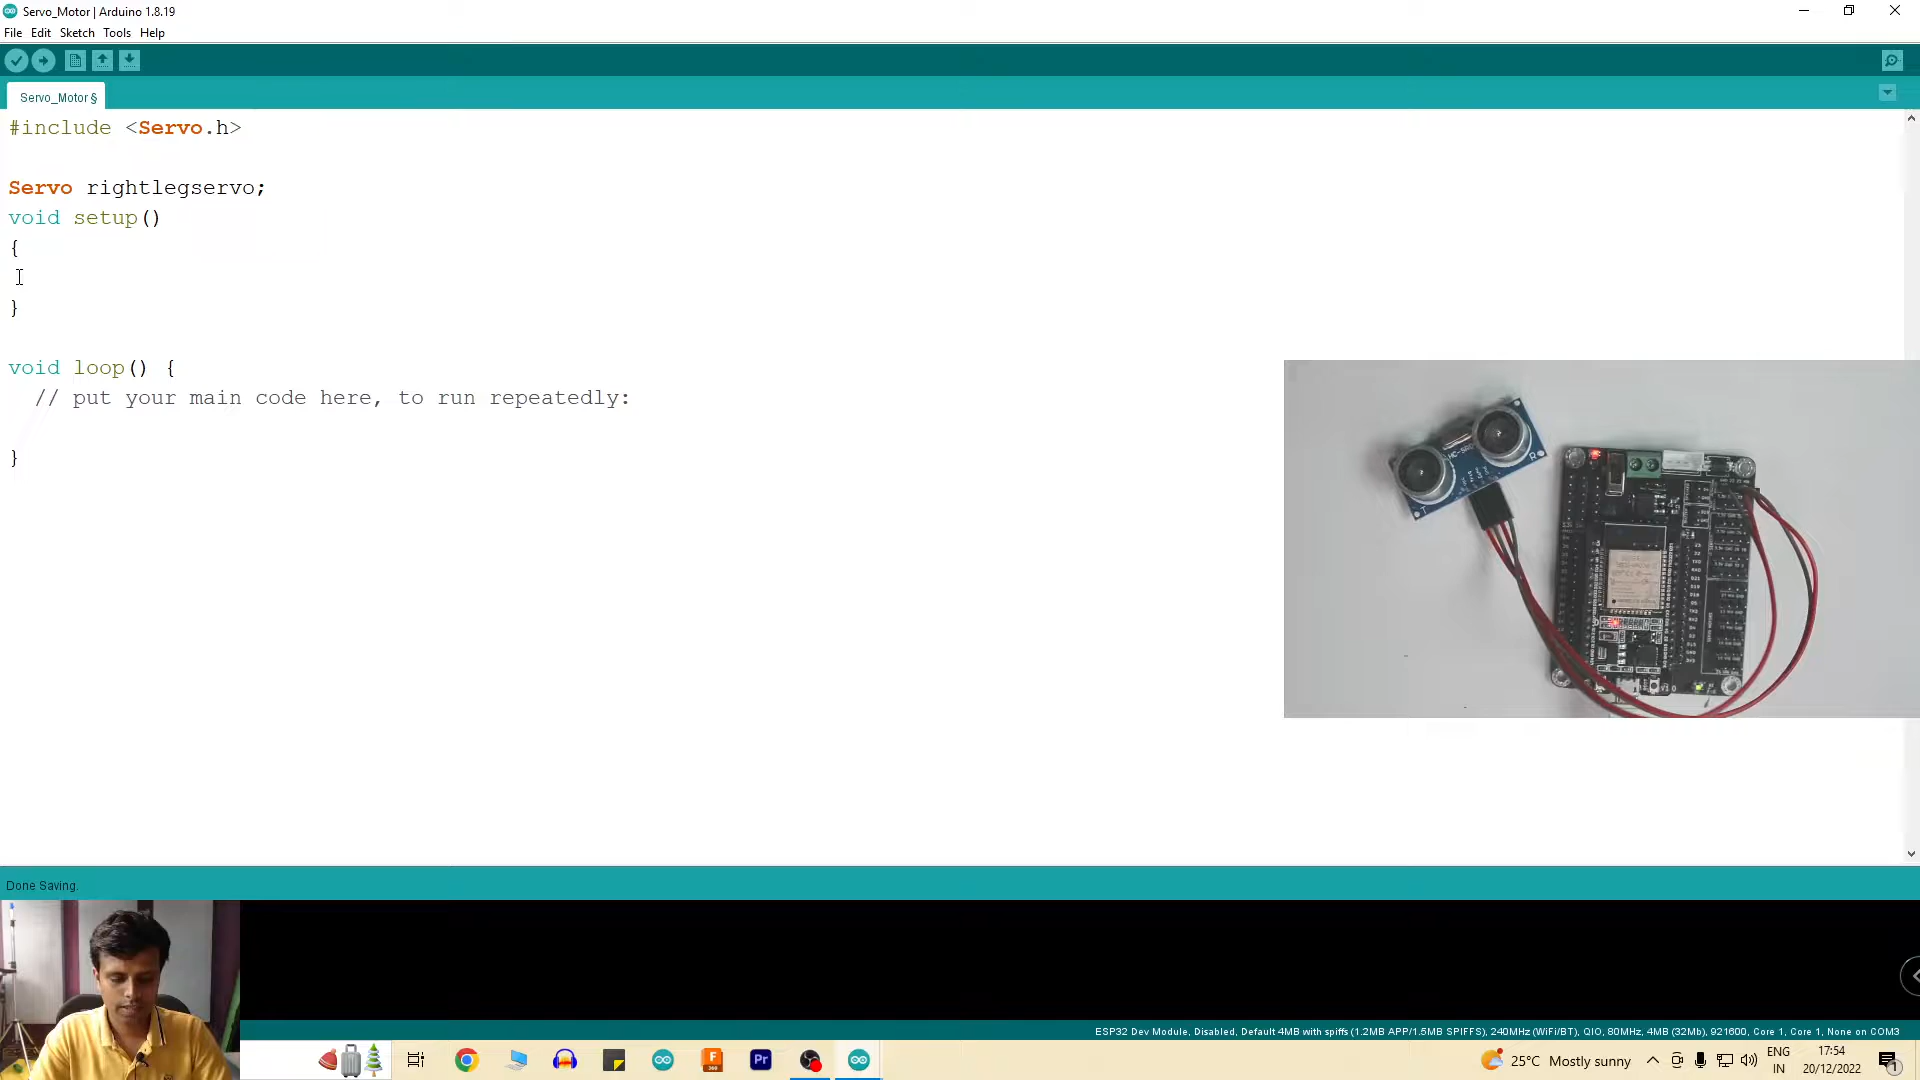 Servo_Motor | Arduino 1.8.19
File Edit Sketch Tools Help
Servo_Motor §
#include <Servo.h>
Servo rightlegservo;
void setup()
{
}
void loop() {
// put your main code here, to run repeatedly:
}
Done Saving.
ESP32 Dev Module, Disabled, Default 4MB with spiffs (1.2MB APP/1.5MB SPIFFS), 240MHz (WiFi/BT), QIO, 80MHz, 4MB (32Mb), 921600, Core 1, Core 1, None on COM3
25°C Mostly sunny
ENG
IN
17:54
20/12/2022
1